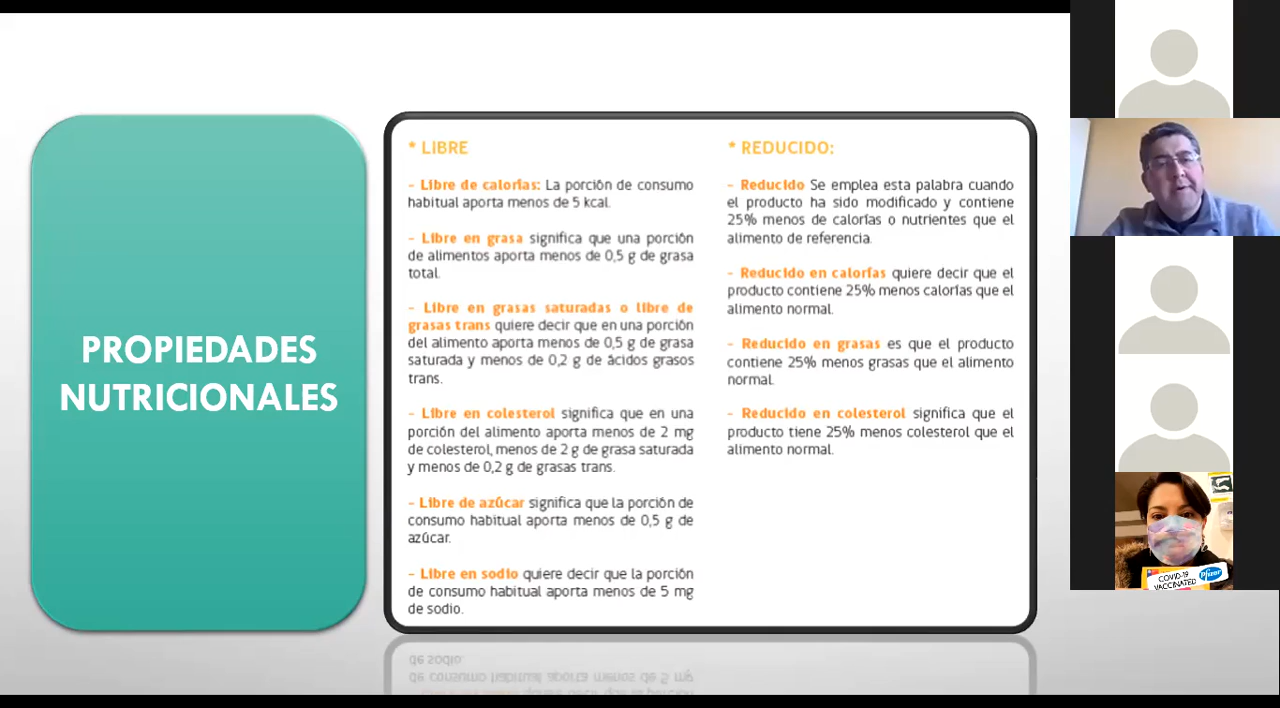 PROPIEDADES
NUTRICIONALES
* LIBRE
- Libre de calorías: La porción de consumo
habitual aporta menos de 5 kcal.
- Libre en grasa significa que una porción
de alimentos aporta menos de 0,5 g de grasa
total.
- Libre en grasas saturadas o libre de
grasas trans quiere decir que en una porción
del alimento aporta menos de 0,5 g de grasa
saturada y menos de 0,2 g de ácidos grasos
trans.
- Libre en colesterol significa que en una
porción del alimento aporta menos de 2 mg
de colesterol, menos de 2 g de grasa saturada
y menos de 0,2 g de grasas trans.
- Libre de azúcar significa que la porción de
consumo habitual aporta menos de 0,5 g de
azúcar.
- Libre en sodio quiere decir que la porción
de consumo habitual aporta menos de 5 mg
de sodio.
* REDUCIDO:
- Reducido Se emplea esta palabra cuando
el producto ha sido modificado y contiene
25% menos de calorías o nutrientes que el
alimento de referencia.
- Reducido en calorías quiere decir que el
producto contiene 25% menos calorías que el
alimento normal.
- Reducido en grasas es que el producto
contiene 25% menos grasas que el alimento
normal.
- Reducido en colesterol significa que el
producto tiene 25% menos colesterol que el
alimento normal.
COVID-19
VACCINATED
Pfizer